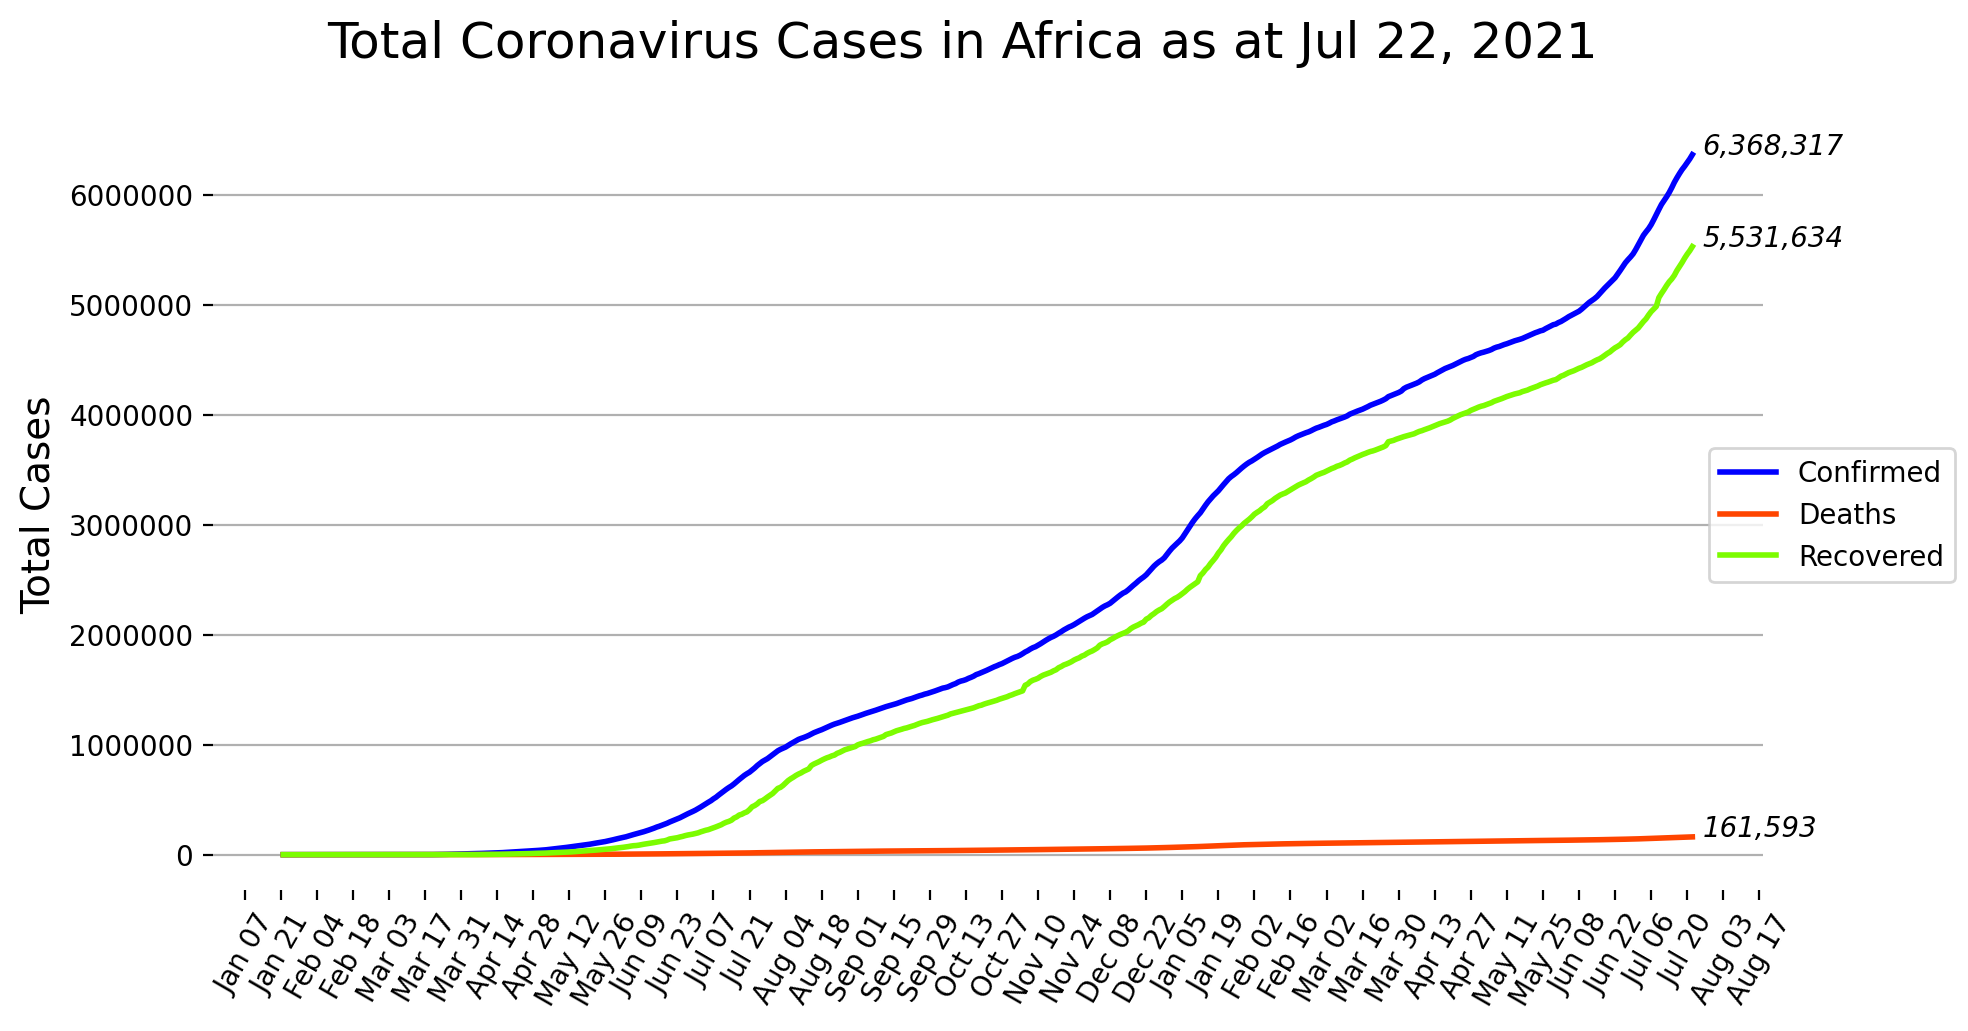 Total Coronavirus Cases in Africa as at Jul 22, 2021
6,368,317
6000000
5,531,634
5000000
4000000
Total Cases
Confirmed
Deaths
Recovered
3000000
2000000
1000000
161,593
0
Jan 07
Jan 21
Feb 04
Feb 18
Mar 03
Mar 17
Mar 31
Apr 14
Apr 28
May 12
May 26
Jun 09
Jun 23
Jul 07
Jul 21
Aug 04
Aug 18
Sep 01
Sep 15
Sep 29
Oct 13
Oct 27
Nov 10
Nov 24
Dec 08
Dec 22
Jan 05
Jan 19
Feb 02
Feb 16
Mar 02
Mar 16
Mar 30
Apr 13
Apr 27
May 11
May 25
Jun 08
Jun 22
Jul 06
Jul 20
Aug 03
Aug 17